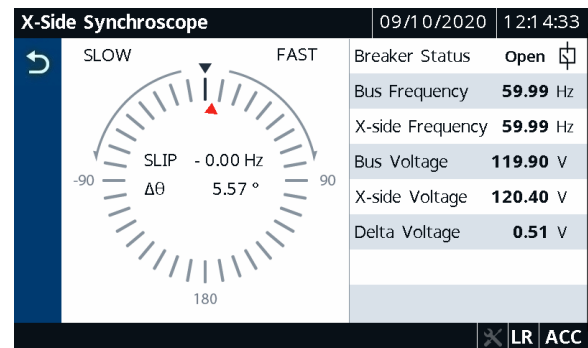 X-Side Synchroscope 09/10/2020 12:14:33
SLOW FAST
SLIP - 0.00 Hz
-90 Δθ 5.57 ° 90
180
Breaker Status Open
Bus Frequency 59.99 Hz
X-side Frequency 59.99 Hz
Bus Voltage 119.90 V
X-side Voltage 120.40 V
Delta Voltage 0.51 V
LR ACC